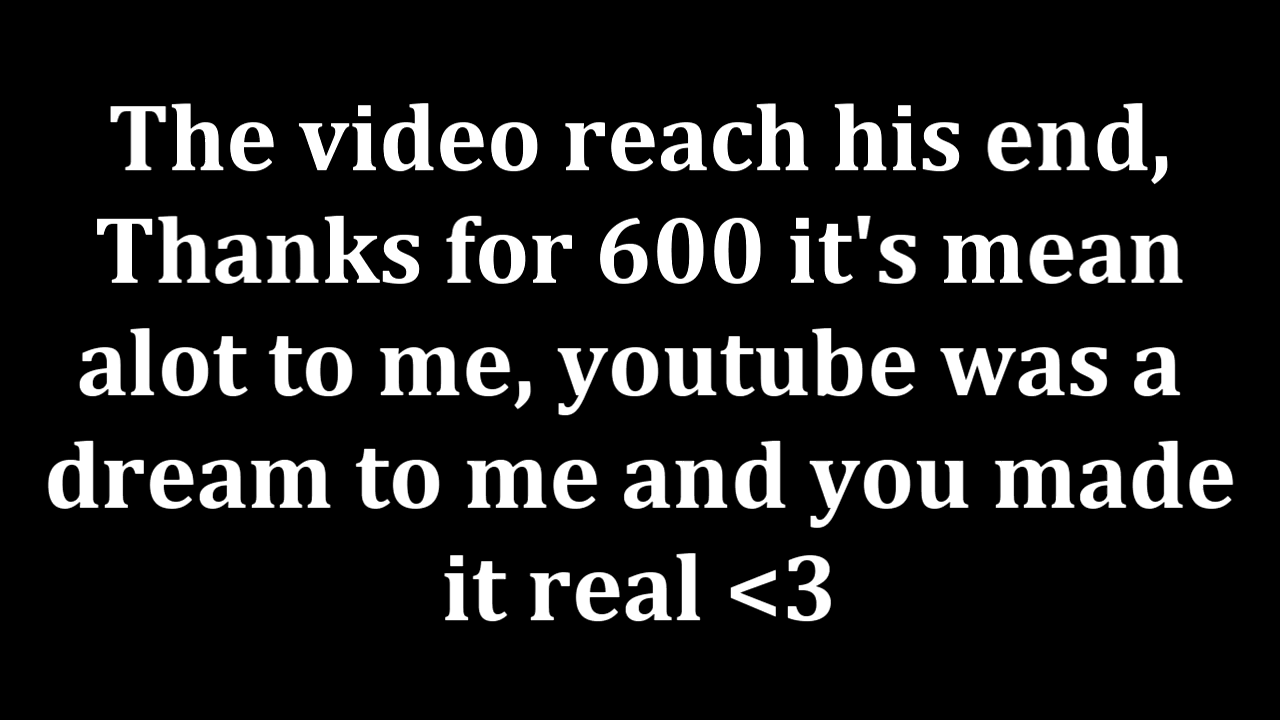 The video reach his end,
Thanks for 600 it's mean
alot to me, youtube was a
dream to me and you made
it real <3